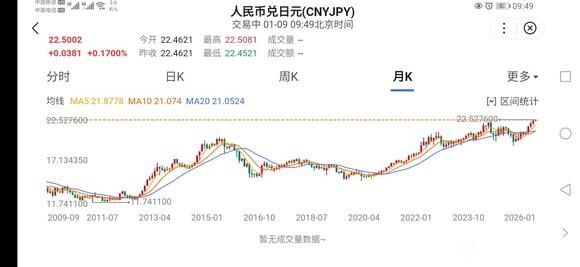 中国移动 HD
中国电信 HD
3.6 K/s
09:49
人民币兑日元(CNYJPY)
交易中 01-09 09:49北京时间
22.5002
今开 22.4621 最高 22.5081 成交量 --
+0.0381 +0.1700% 昨收 22.4621 最低 22.4521 成交额 --
分时 日K 周K 月K 更多
均线 MA5 21.8778 MA10 21.074 MA20 21.0524 区间统计
22.527600 22.527600
17.134350
11.741100 11.741100
2009-09 2011-07 2013-04 2015-01 2016-10 2018-07 2020-04 2022-01 2023-10 2026-01
暂无成交量数据~